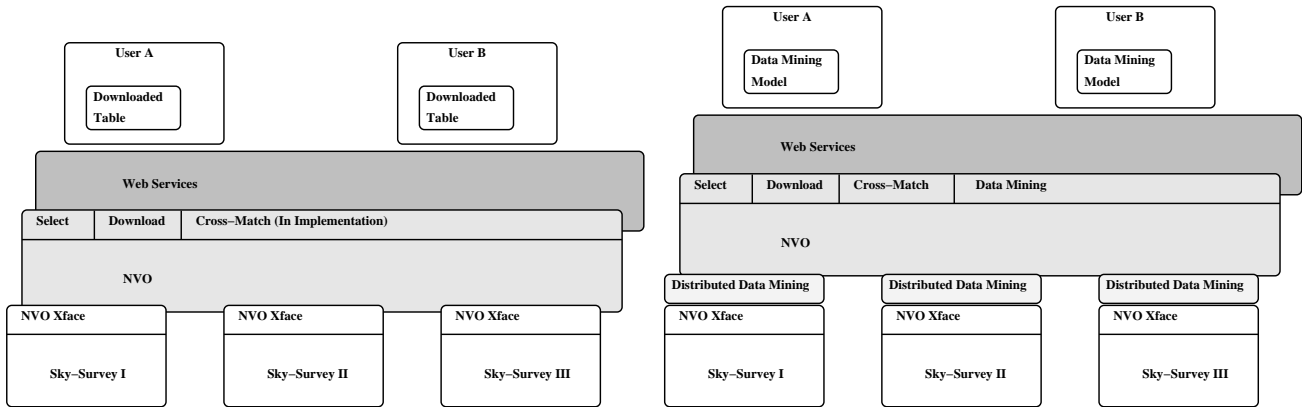 User A
User B
Downloaded
Table
Downloaded
Table
Web Services
Select
Download
Cross−Match (In Implementation)
NVO
NVO Xface
NVO Xface
NVO Xface
Sky−Survey I
Sky−Survey II
Sky−Survey III
User A
User B
Data Mining
Model
Data Mining
Model
Web Services
Select
Download
Cross−Match
Data Mining
NVO
Distributed Data Mining
Distributed Data Mining
Distributed Data Mining
NVO Xface
NVO Xface
NVO Xface
Sky−Survey I
Sky−Survey II
Sky−Survey III